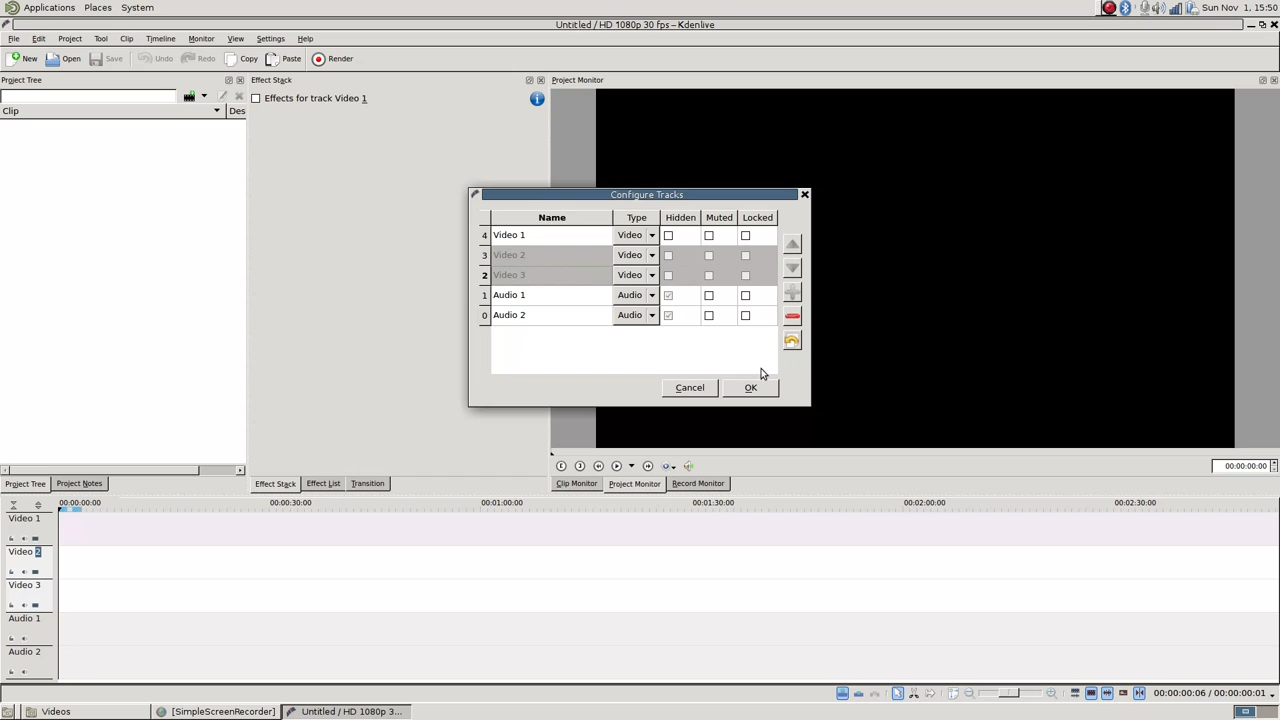 Applications Places System Sun Nov 1, 15:50
Untitled / HD 1080p 30 fps – Kdenlive
File Edit Project Tool Clip Timeline Monitor View Settings Help
New Open Save Undo Redo Copy Paste Render
Project Tree Effect Stack Project Monitor
Effects for track Video 1
Clip Des
Configure Tracks
Name Type Hidden Muted Locked
4 Video 1 Video
3 Video 2 Video
2 Video 3 Video
1 Audio 1 Audio
0 Audio 2 Audio
Cancel OK
00:00:00:00
Project Tree Project Notes Effect Stack Effect List Transition Clip Monitor Project Monitor Record Monitor
00:00:00:00 00:00:30:00 00:01:00:00 00:01:30:00 00:02:00:00 00:02:30:00
Video 1
Video 2
Video 3
Audio 1
Audio 2
00:00:00:06 / 00:00:00:01
Videos [SimpleScreenRecorder] Untitled / HD 1080p 3...